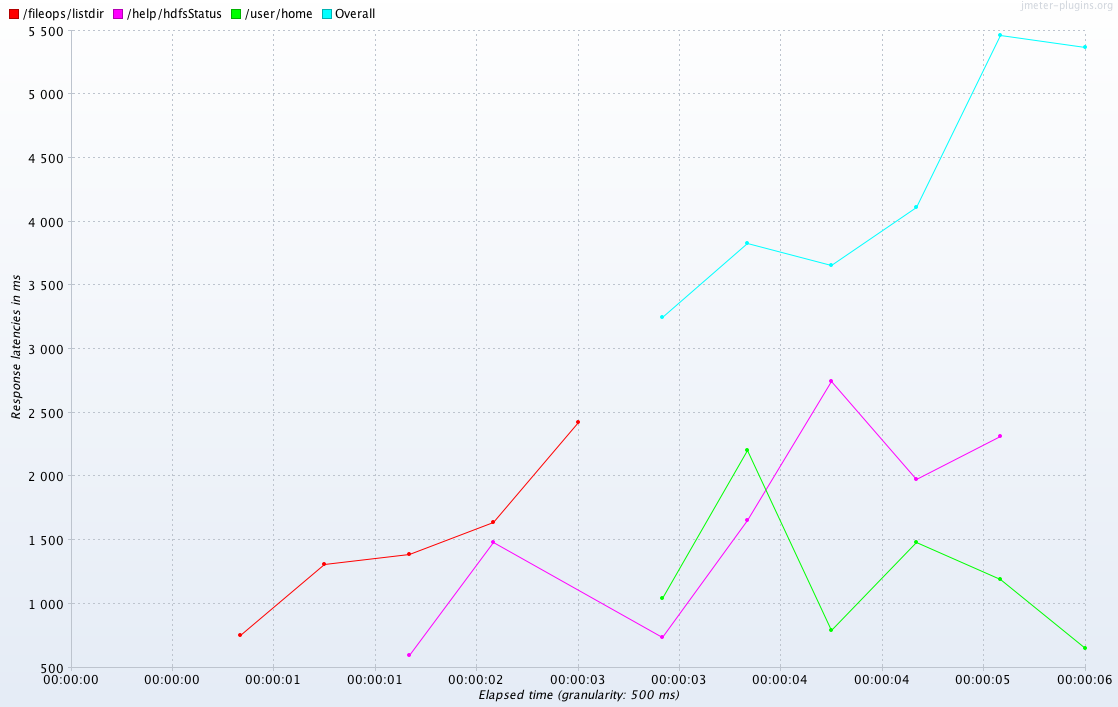 jmeter-plugins.org
/fileops/listdir /help/hdfsStatus /user/home Overall
5 500
5 000
4 500
4 000
3 500
3 000
2 500
2 000
1 500
1 000
500
Response latencies in ms
00:00:00 00:00:00 00:00:01 00:00:01 00:00:02 00:00:03 00:00:03 00:00:04 00:00:04 00:00:05 00:00:06
Elapsed time (granularity: 500 ms)